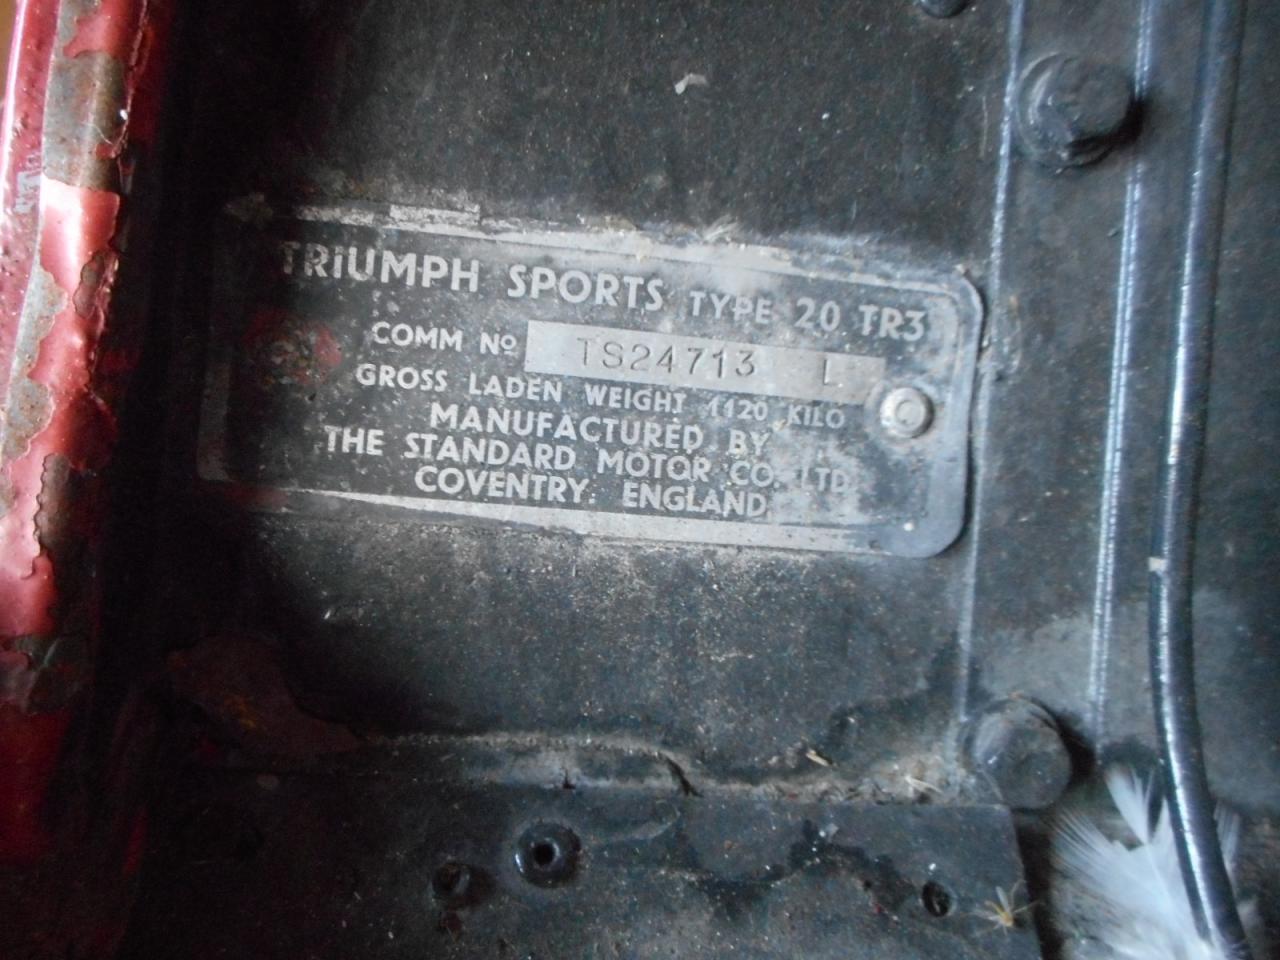 TRIUMPH SPORTS TYPE 20 TR3
COMM Nº TS24713 L
GROSS LADEN WEIGHT 1120 KILO
MANUFACTURED BY
THE STANDARD MOTOR CO. LTD
COVENTRY. ENGLAND.